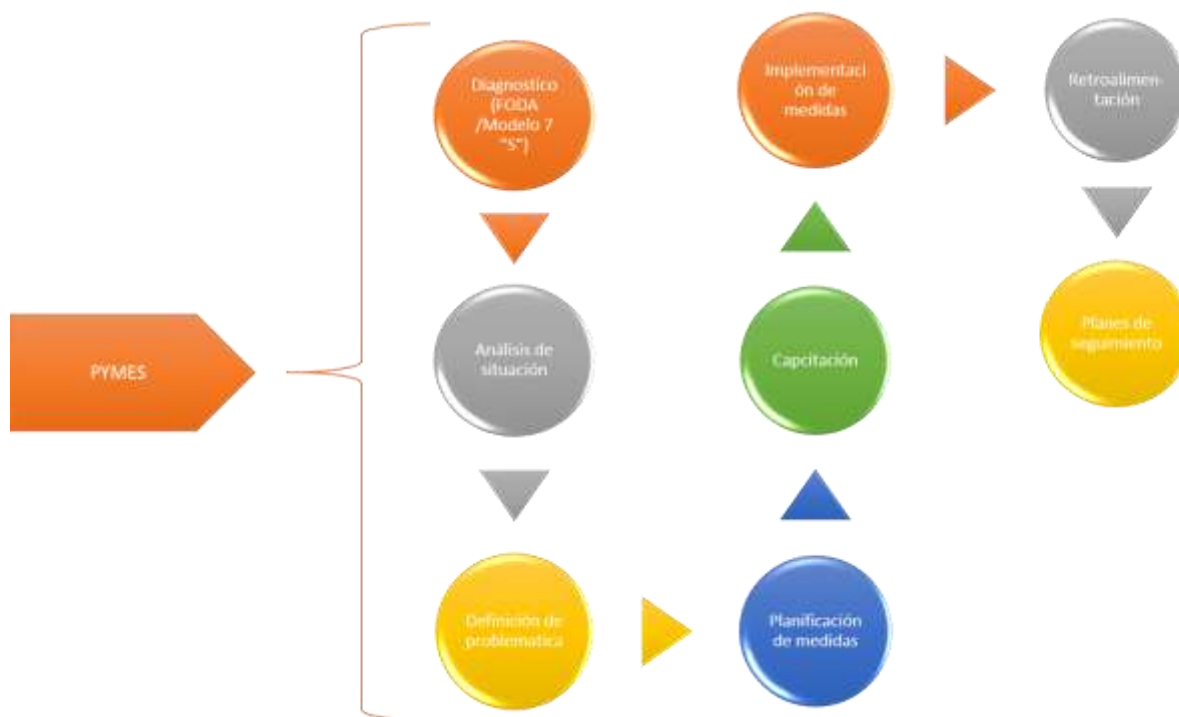 PYMES
Diagnostico
(FODA
/Modelo 7
"S")
Análisis de
situación
Definición de
problematica
Planificación
de medidas
Capcitación
Implementaci
ón de
medidas
Retroalimen-
tación
Planes de
seguimiento